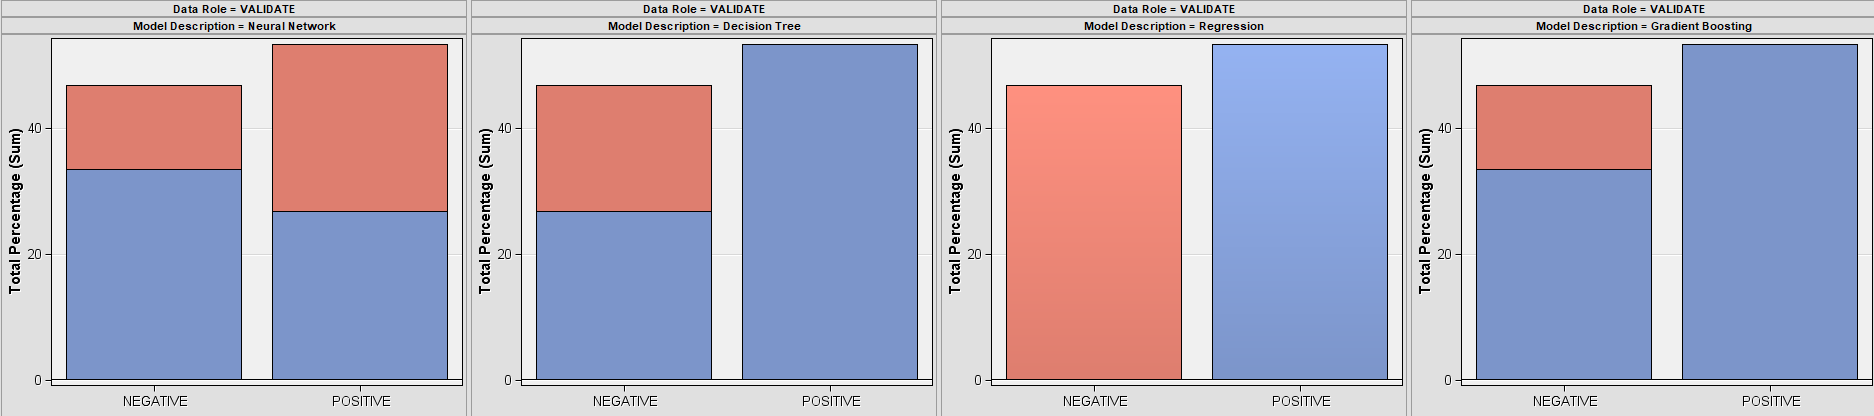 Data Role = VALIDATE
Model Description = Neural Network
Total Percentage (Sum)
40
20
0
NEGATIVE POSITIVE
Data Role = VALIDATE
Model Description = Decision Tree
Total Percentage (Sum)
40
20
0
NEGATIVE POSITIVE
Data Role = VALIDATE
Model Description = Regression
Total Percentage (Sum)
40
20
0
NEGATIVE POSITIVE
Data Role = VALIDATE
Model Description = Gradient Boosting
Total Percentage (Sum)
40
20
0
NEGATIVE POSITIVE